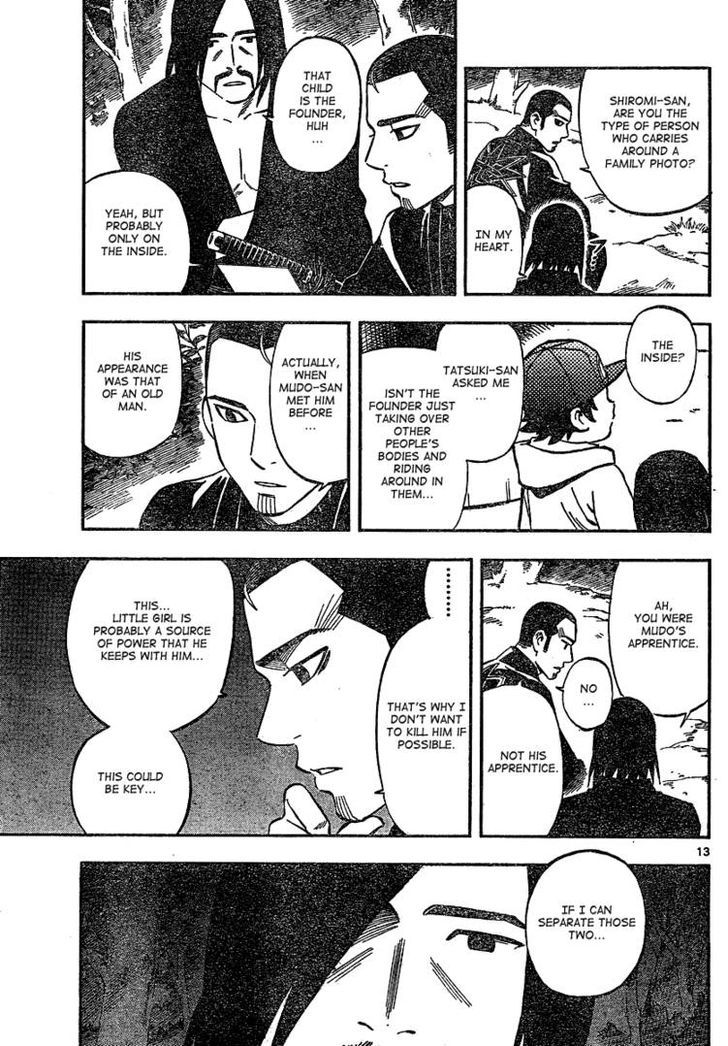 SHIROMI-SAN,
ARE YOU THE
TYPE OF PERSON
WHO CARRIES
AROUND A
FAMILY PHOTO?
IN MY
HEART.
THAT
CHILD
IS THE
FOUNDER,
HUH
...
YEAH, BUT
PROBABLY
ONLY ON
THE INSIDE.
THE
INSIDE?
TATSUKI-SAN
ASKED ME
...
ISN'T THE
FOUNDER JUST
TAKING OVER
OTHER
PEOPLE'S
BODIES AND
RIDING
AROUND IN
THEM...
ACTUALLY,
WHEN
MUDO-SAN
MET HIM
BEFORE
...
HIS
APPEARANCE
WAS THAT
OF AN OLD
MAN.
AH,
YOU WERE
MUDO'S
APPRENTICE.
NO
...
NOT HIS
APPRENTICE.
.........
THAT'S WHY I
DON'T WANT
TO KILL HIM IF
POSSIBLE.
THIS...
LITTLE GIRL IS
PROBABLY A SOURCE
OF POWER THAT HE
KEEPS WITH HIM...
THIS COULD
BE KEY...
13
IF I CAN
SEPARATE THOSE
TWO...